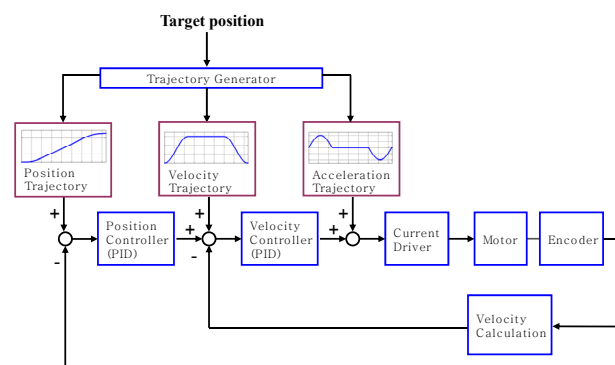 Target position
Trajectory Generator
Position
Trajectory
Velocity
Trajectory
Acceleration
Trajectory
+
+
+
Position
Controller
(PID)
+
Velocity
Controller
(PID)
+
Current
Driver
Motor
Encoder
-
-
Velocity
Calculation